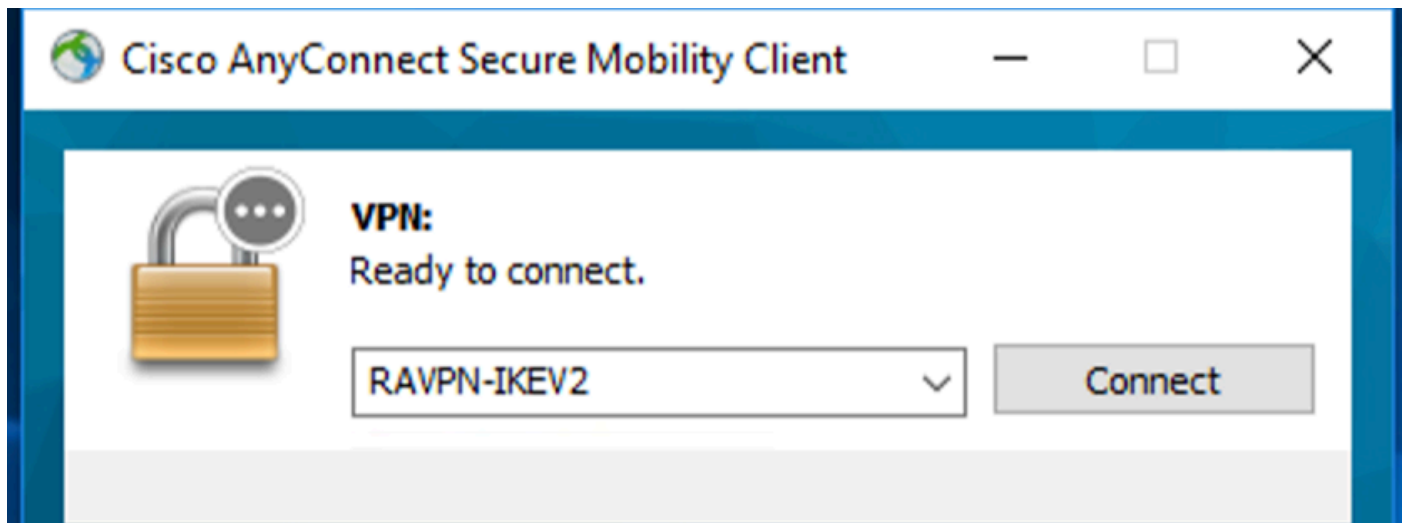 Cisco AnyConnect Secure Mobility Client
VPN:
Ready to connect.
RAVPN-IKEV2
Connect